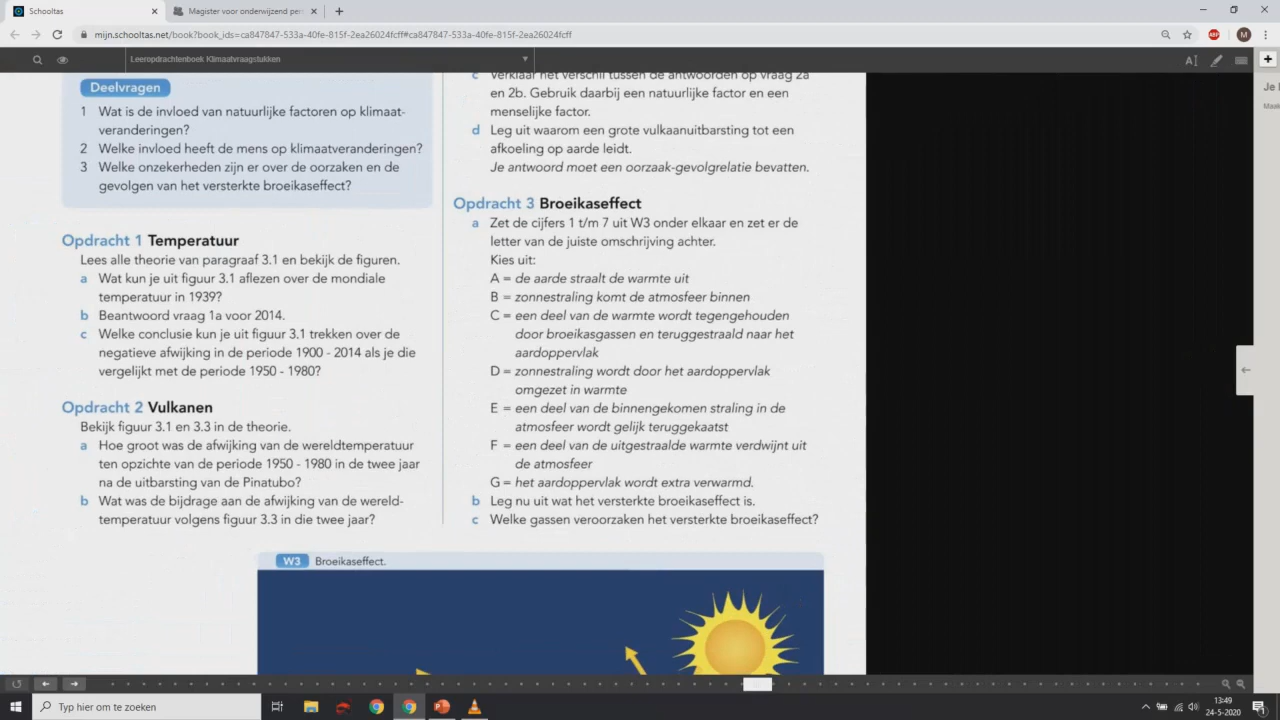 Schooltas
Magister voor onderwijzend per
mijn.schooltas.net/book?book_ids=ca847847-533a-40fe-815f-2ea26024fcff#ca847847-533a-40fe-815f-2ea26024fcff
ABP
M
Leeropdrachtenboek Klimaatvraagstukken
Deelvragen
1 Wat is de invloed van natuurlijke factoren op klimaat-
veranderingen?
2 Welke invloed heeft de mens op klimaatveranderingen?
3 Welke onzekerheden zijn er over de oorzaken en de
gevolgen van het versterkte broeikaseffect?
Opdracht 1 Temperatuur
Lees alle theorie van paragraaf 3.1 en bekijk de figuren.
a Wat kun je uit figuur 3.1 aflezen over de mondiale
temperatuur in 1939?
b Beantwoord vraag 1a voor 2014.
c Welke conclusie kun je uit figuur 3.1 trekken over de
negatieve afwijking in de periode 1900 - 2014 als je die
vergelijkt met de periode 1950 - 1980?
Opdracht 2 Vulkanen
Bekijk figuur 3.1 en 3.3 in de theorie.
a Hoe groot was de afwijking van de wereldtemperatuur
ten opzichte van de periode 1950 - 1980 in de twee jaar
na de uitbarsting van de Pinatubo?
b Wat was de bijdrage aan de afwijking van de wereld-
temperatuur volgens figuur 3.3 in die twee jaar?
c Verklaar het verschil tussen de antwoorden op vraag 2a
en 2b. Gebruik daarbij een natuurlijke factor en een
menselijke factor.
d Leg uit waarom een grote vulkaanuitbarsting tot een
afkoeling op aarde leidt.
Je antwoord moet een oorzaak-gevolgrelatie bevatten.
Opdracht 3 Broeikaseffect
a Zet de cijfers 1 t/m 7 uit W3 onder elkaar en zet er de
letter van de juiste omschrijving achter.
Kies uit:
A = de aarde straalt de warmte uit
B = zonnestraling komt de atmosfeer binnen
C = een deel van de warmte wordt tegengehouden
door broeikasgassen en teruggestraald naar het
aardoppervlak
D = zonnestraling wordt door het aardoppervlak
omgezet in warmte
E = een deel van de binnengekomen straling in de
atmosfeer wordt gelijk teruggekaatst
F = een deel van de uitgestraalde warmte verdwijnt uit
de atmosfeer
G = het aardoppervlak wordt extra verwarmd.
b Leg nu uit wat het versterkte broeikaseffect is.
c Welke gassen veroorzaken het versterkte broeikaseffect?
W3 Broeikaseffect.
Je
Maak
Typ hier om te zoeken
13:49
24-5-2020